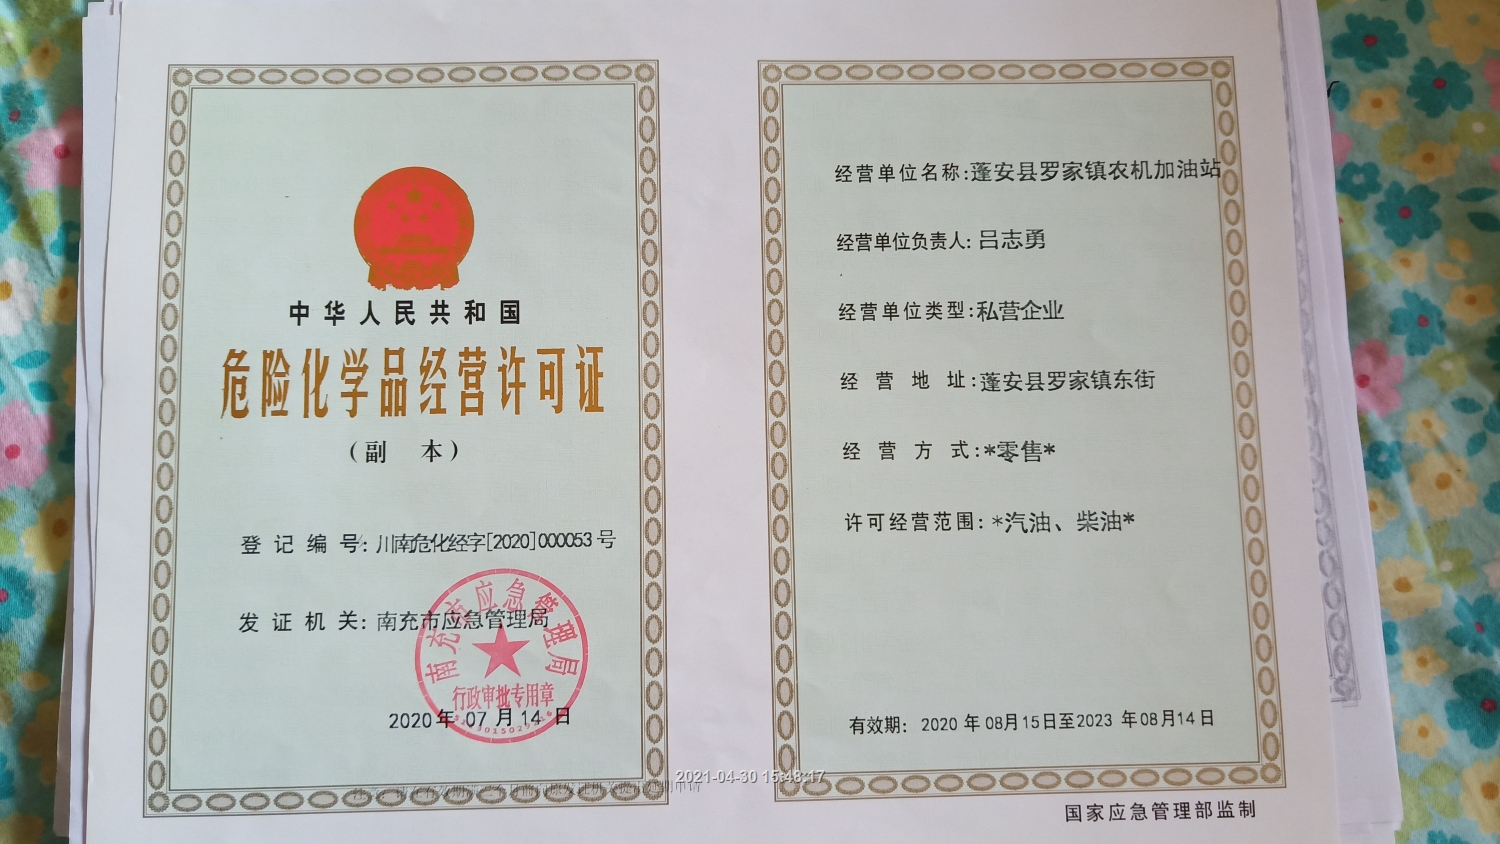 中华人民共和国
危险化学品经营许可证
(副 本)
登记编号:川南危化经字[2020]000053号
发证机关:南充市应急管理局
南充市应急管理局
行政审批专用章
2020年07月14日
经营单位名称:蓬安县罗家镇农机加油站
经营单位负责人:吕志勇
经营单位类型:私营企业
经营地址:蓬安县罗家镇东街
经营方式:*零售*
许可经营范围:*汽油、柴油*
有效期: 2020年08月15日至2023年08月14日
2021-04-30 15:48:17
国家应急管理部监制